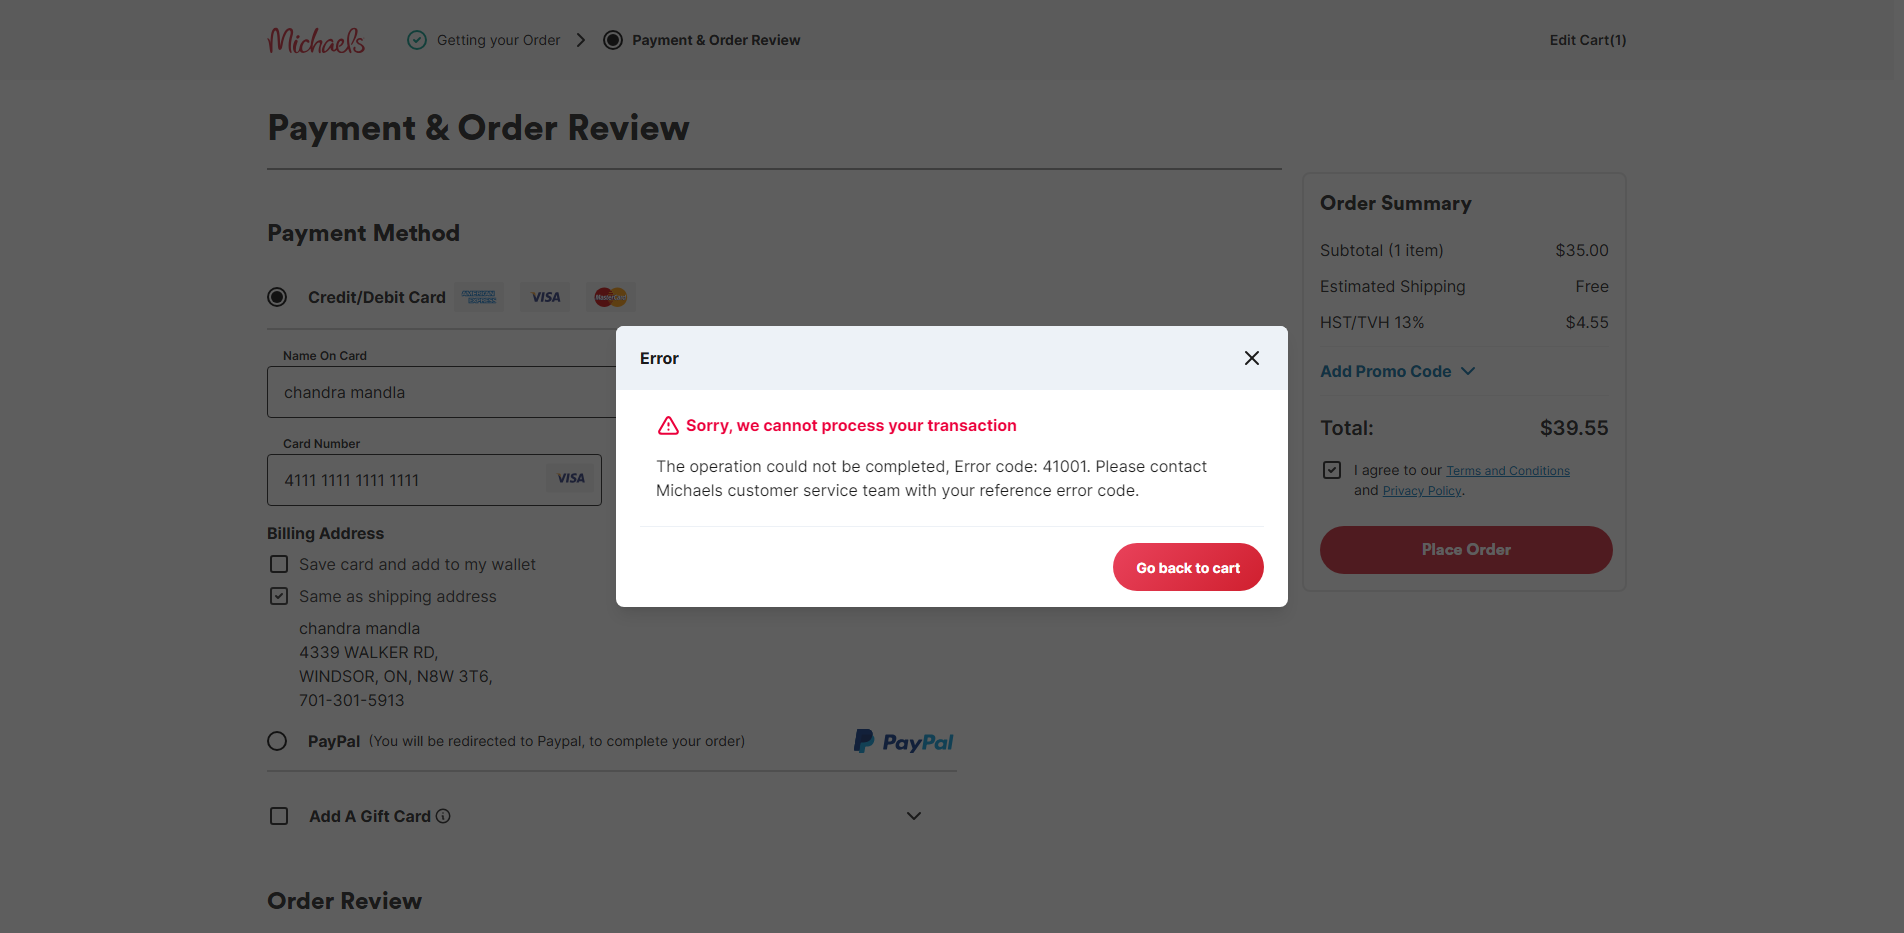 Michaels
Getting your Order
Payment & Order Review
Edit Cart(1)
Payment & Order Review
Payment Method
Credit/Debit Card
AMERICAN EXPRESS
VISA
MasterCard
Name On Card
chandra mandla
Card Number
4111 1111 1111 1111
VISA
Billing Address
Save card and add to my wallet
Same as shipping address
chandra mandla
4339 WALKER RD,
WINDSOR, ON, N8W 3T6,
701-301-5913
PayPal (You will be redirected to Paypal, to complete your order)
PayPal
Add A Gift Card
Order Review
Error
Sorry, we cannot process your transaction
The operation could not be completed, Error code: 41001. Please contact
Michaels customer service team with your reference error code.
Go back to cart
Order Summary
Subtotal (1 item) $35.00
Estimated Shipping Free
HST/TVH 13% $4.55
Add Promo Code
Total: $39.55
I agree to our Terms and Conditions
and Privacy Policy.
Place Order